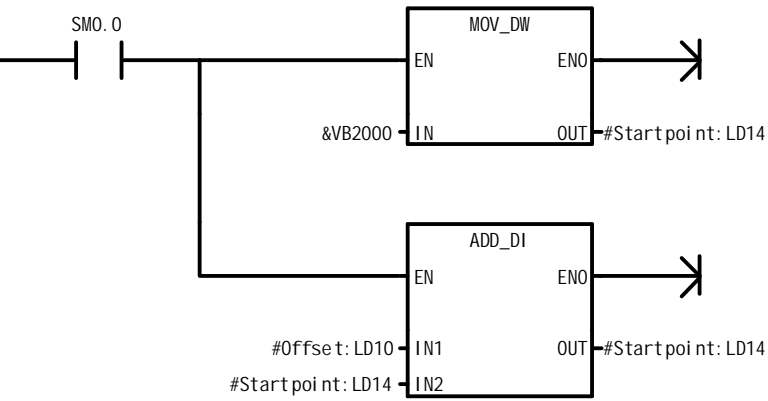 SM0.0
MOV_DW
EN ENO
&VB2000 IN OUT #Startpoint:LD14
ADD_DI
EN ENO
#Offset:LD10 IN1 OUT #Startpoint:LD14
#Startpoint:LD14 IN2